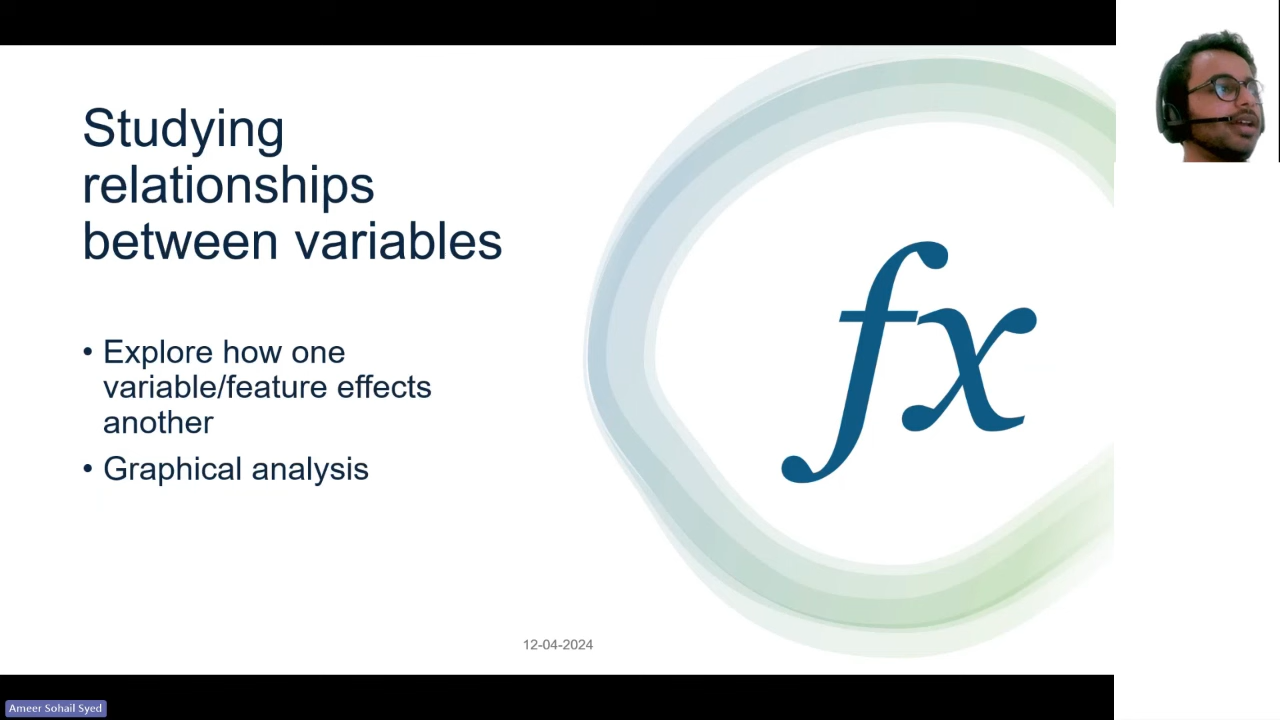 Studying
relationships
between variables
• Explore how one
variable/feature effects
another
• Graphical analysis
fx
12-04-2024
Ameer Sohail Syed